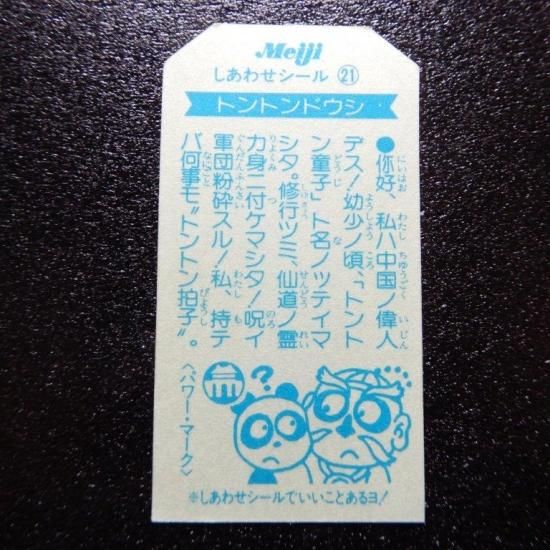 Meiji
しあわせシール ㉑
トントンドウシ
●你好、私ハ中国ノ偉人
デス!幼少ノ頃、「トント
ン童子」ト名ノッテイマ
シタ。修行ツミ、仙道ノ霊
力身ニ付ケマシタ!呪イ
軍団粉砕スル!私、持テ
バ何事モ〝トントン拍子〟。
?
〈パワー・マーク〉
※しあわせシールでいいことあるヨ!